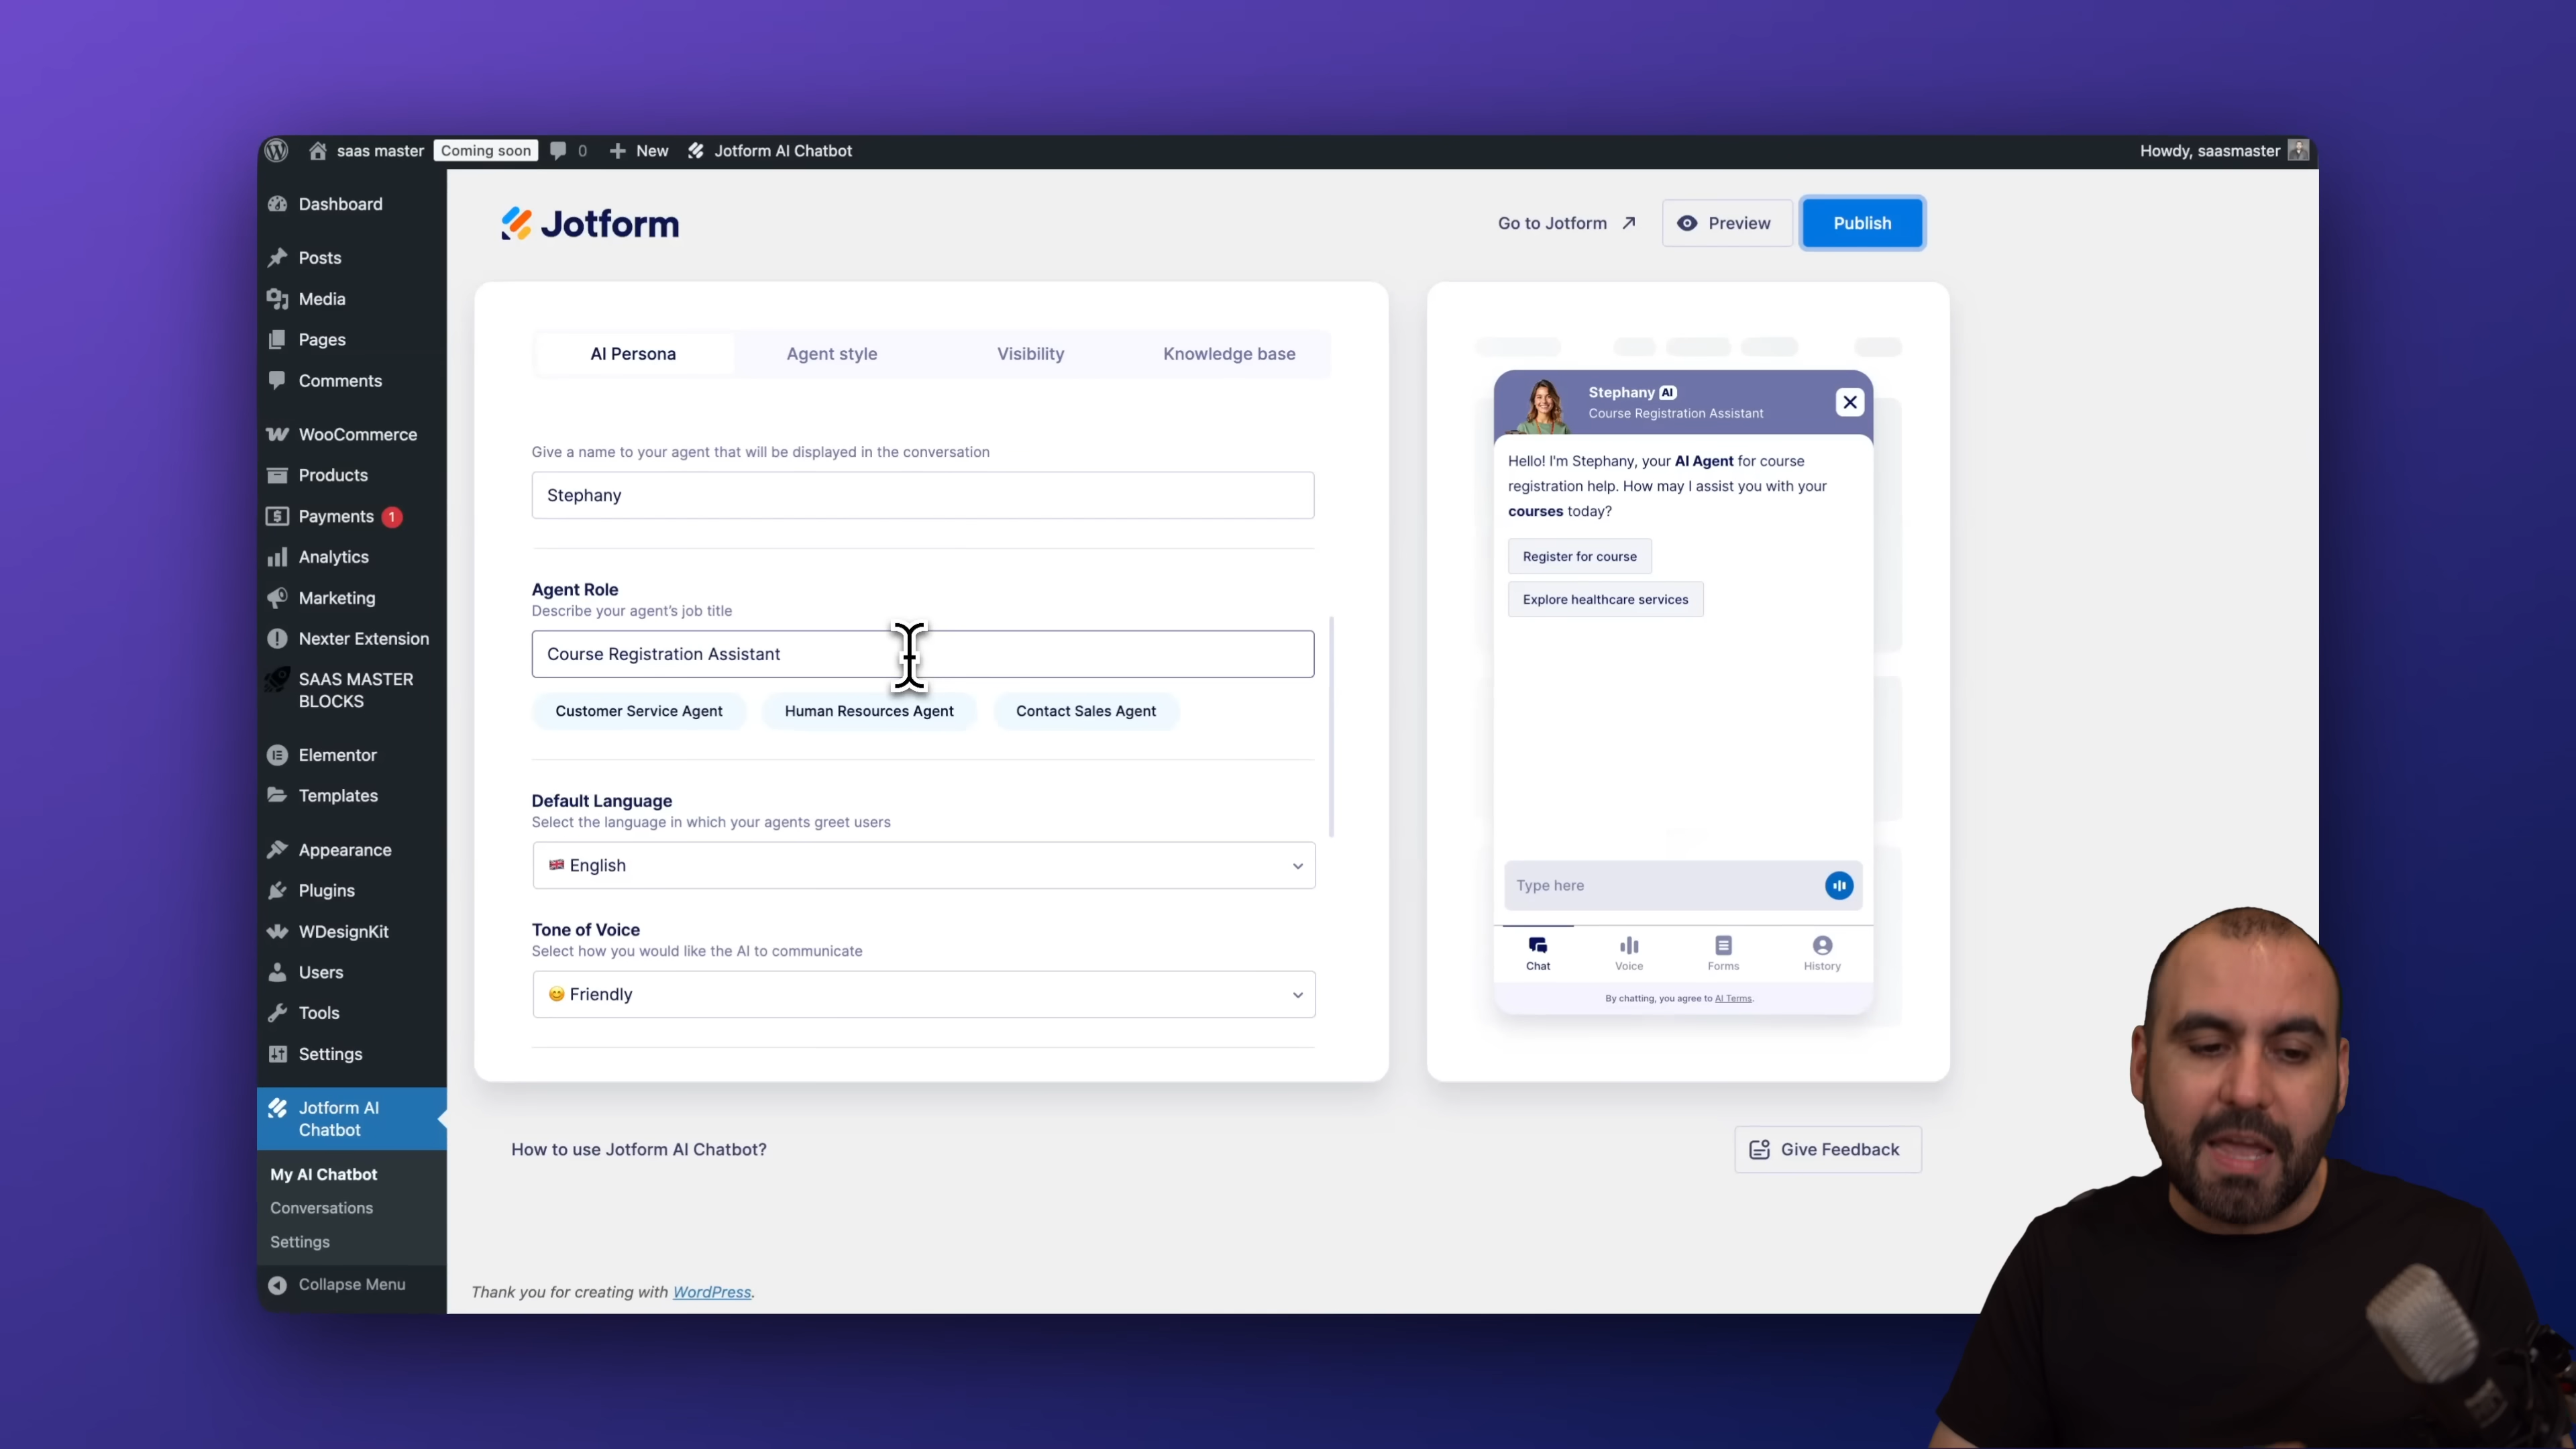 saas master
Coming soon
0
New
Jotform AI Chatbot
Howdy, saasmaster
Dashboard
Posts
Media
Pages
Comments
WooCommerce
Products
Payments 1
Analytics
Marketing
Nexter Extension
SAAS MASTER
BLOCKS
Elementor
Templates
Appearance
Plugins
WDesignKit
Users
Tools
Settings
Jotform AI
Chatbot
My AI Chatbot
Conversations
Settings
Collapse Menu
Jotform
Go to Jotform
Preview
Publish
AI Persona
Agent style
Visibility
Knowledge base
Give a name to your agent that will be displayed in the conversation
Stephany
Agent Role
Describe your agent's job title
Course Registration Assistant
Customer Service Agent
Human Resources Agent
Contact Sales Agent
Default Language
Select the language in which your agents greet users
English
Tone of Voice
Select how you would like the AI to communicate
😊 Friendly
Stephany AI
Course Registration Assistant
Hello! I'm Stephany, your AI Agent for course
registration help. How may I assist you with your
courses today?
Register for course
Explore healthcare services
Type here
Chat
Voice
Forms
History
By chatting, you agree to AI Terms.
How to use Jotform AI Chatbot?
Give Feedback
Thank you for creating with WordPress.